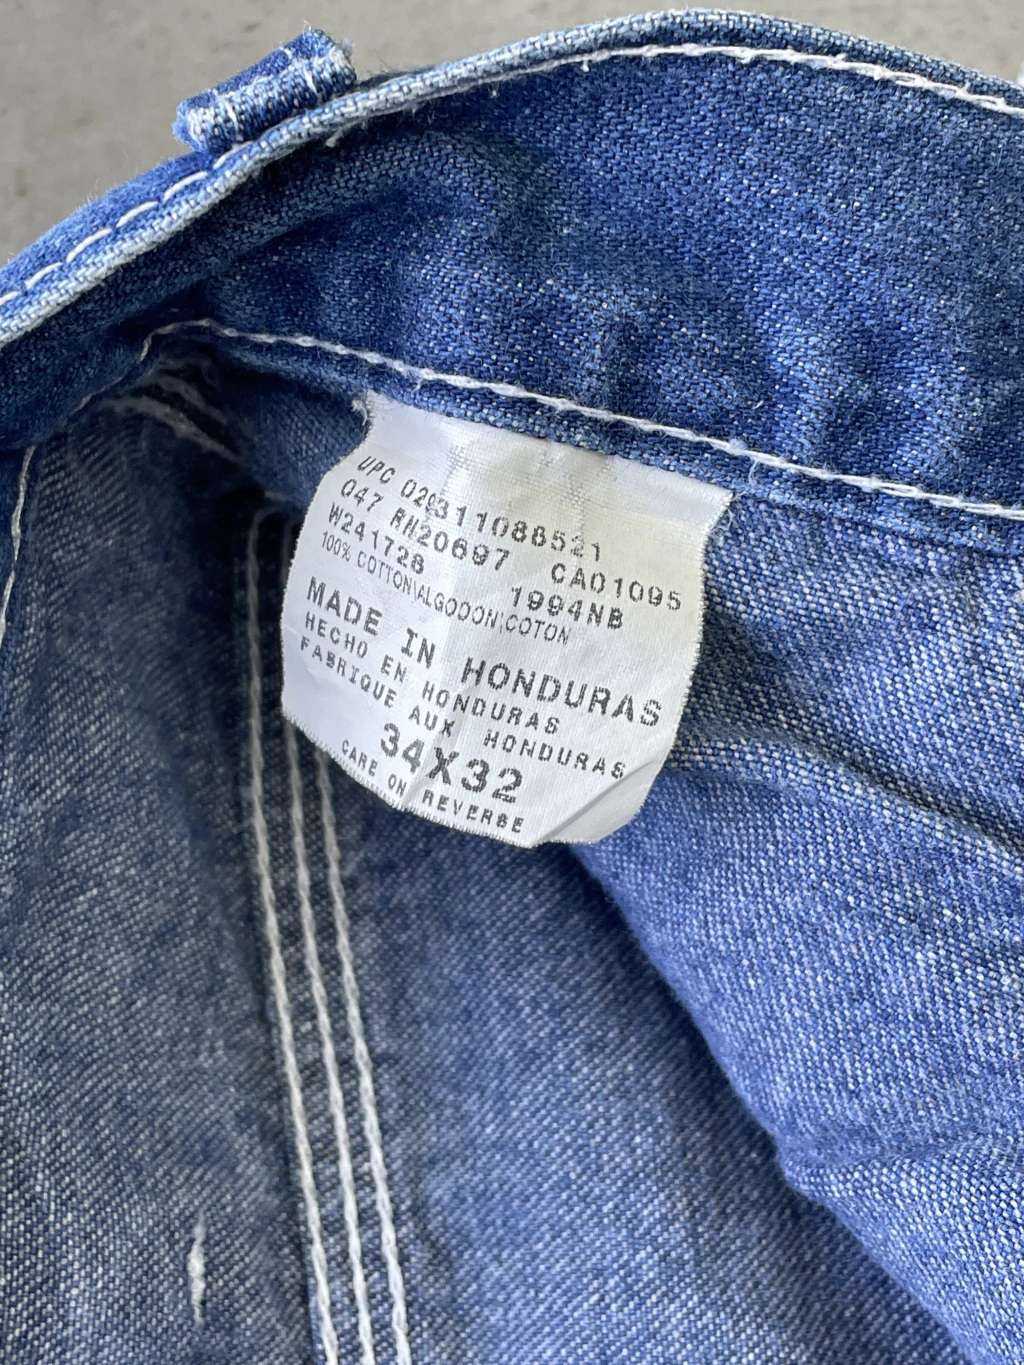 UPC 029311088521
047 RN20697 CA01095
W241728 1994NB
100% COTTON\ALGODON\COTON
MADE IN HONDURAS
HECHO EN HONDURAS
FABRIQUE AUX HONDURAS
34X32
CARE ON REVERSE